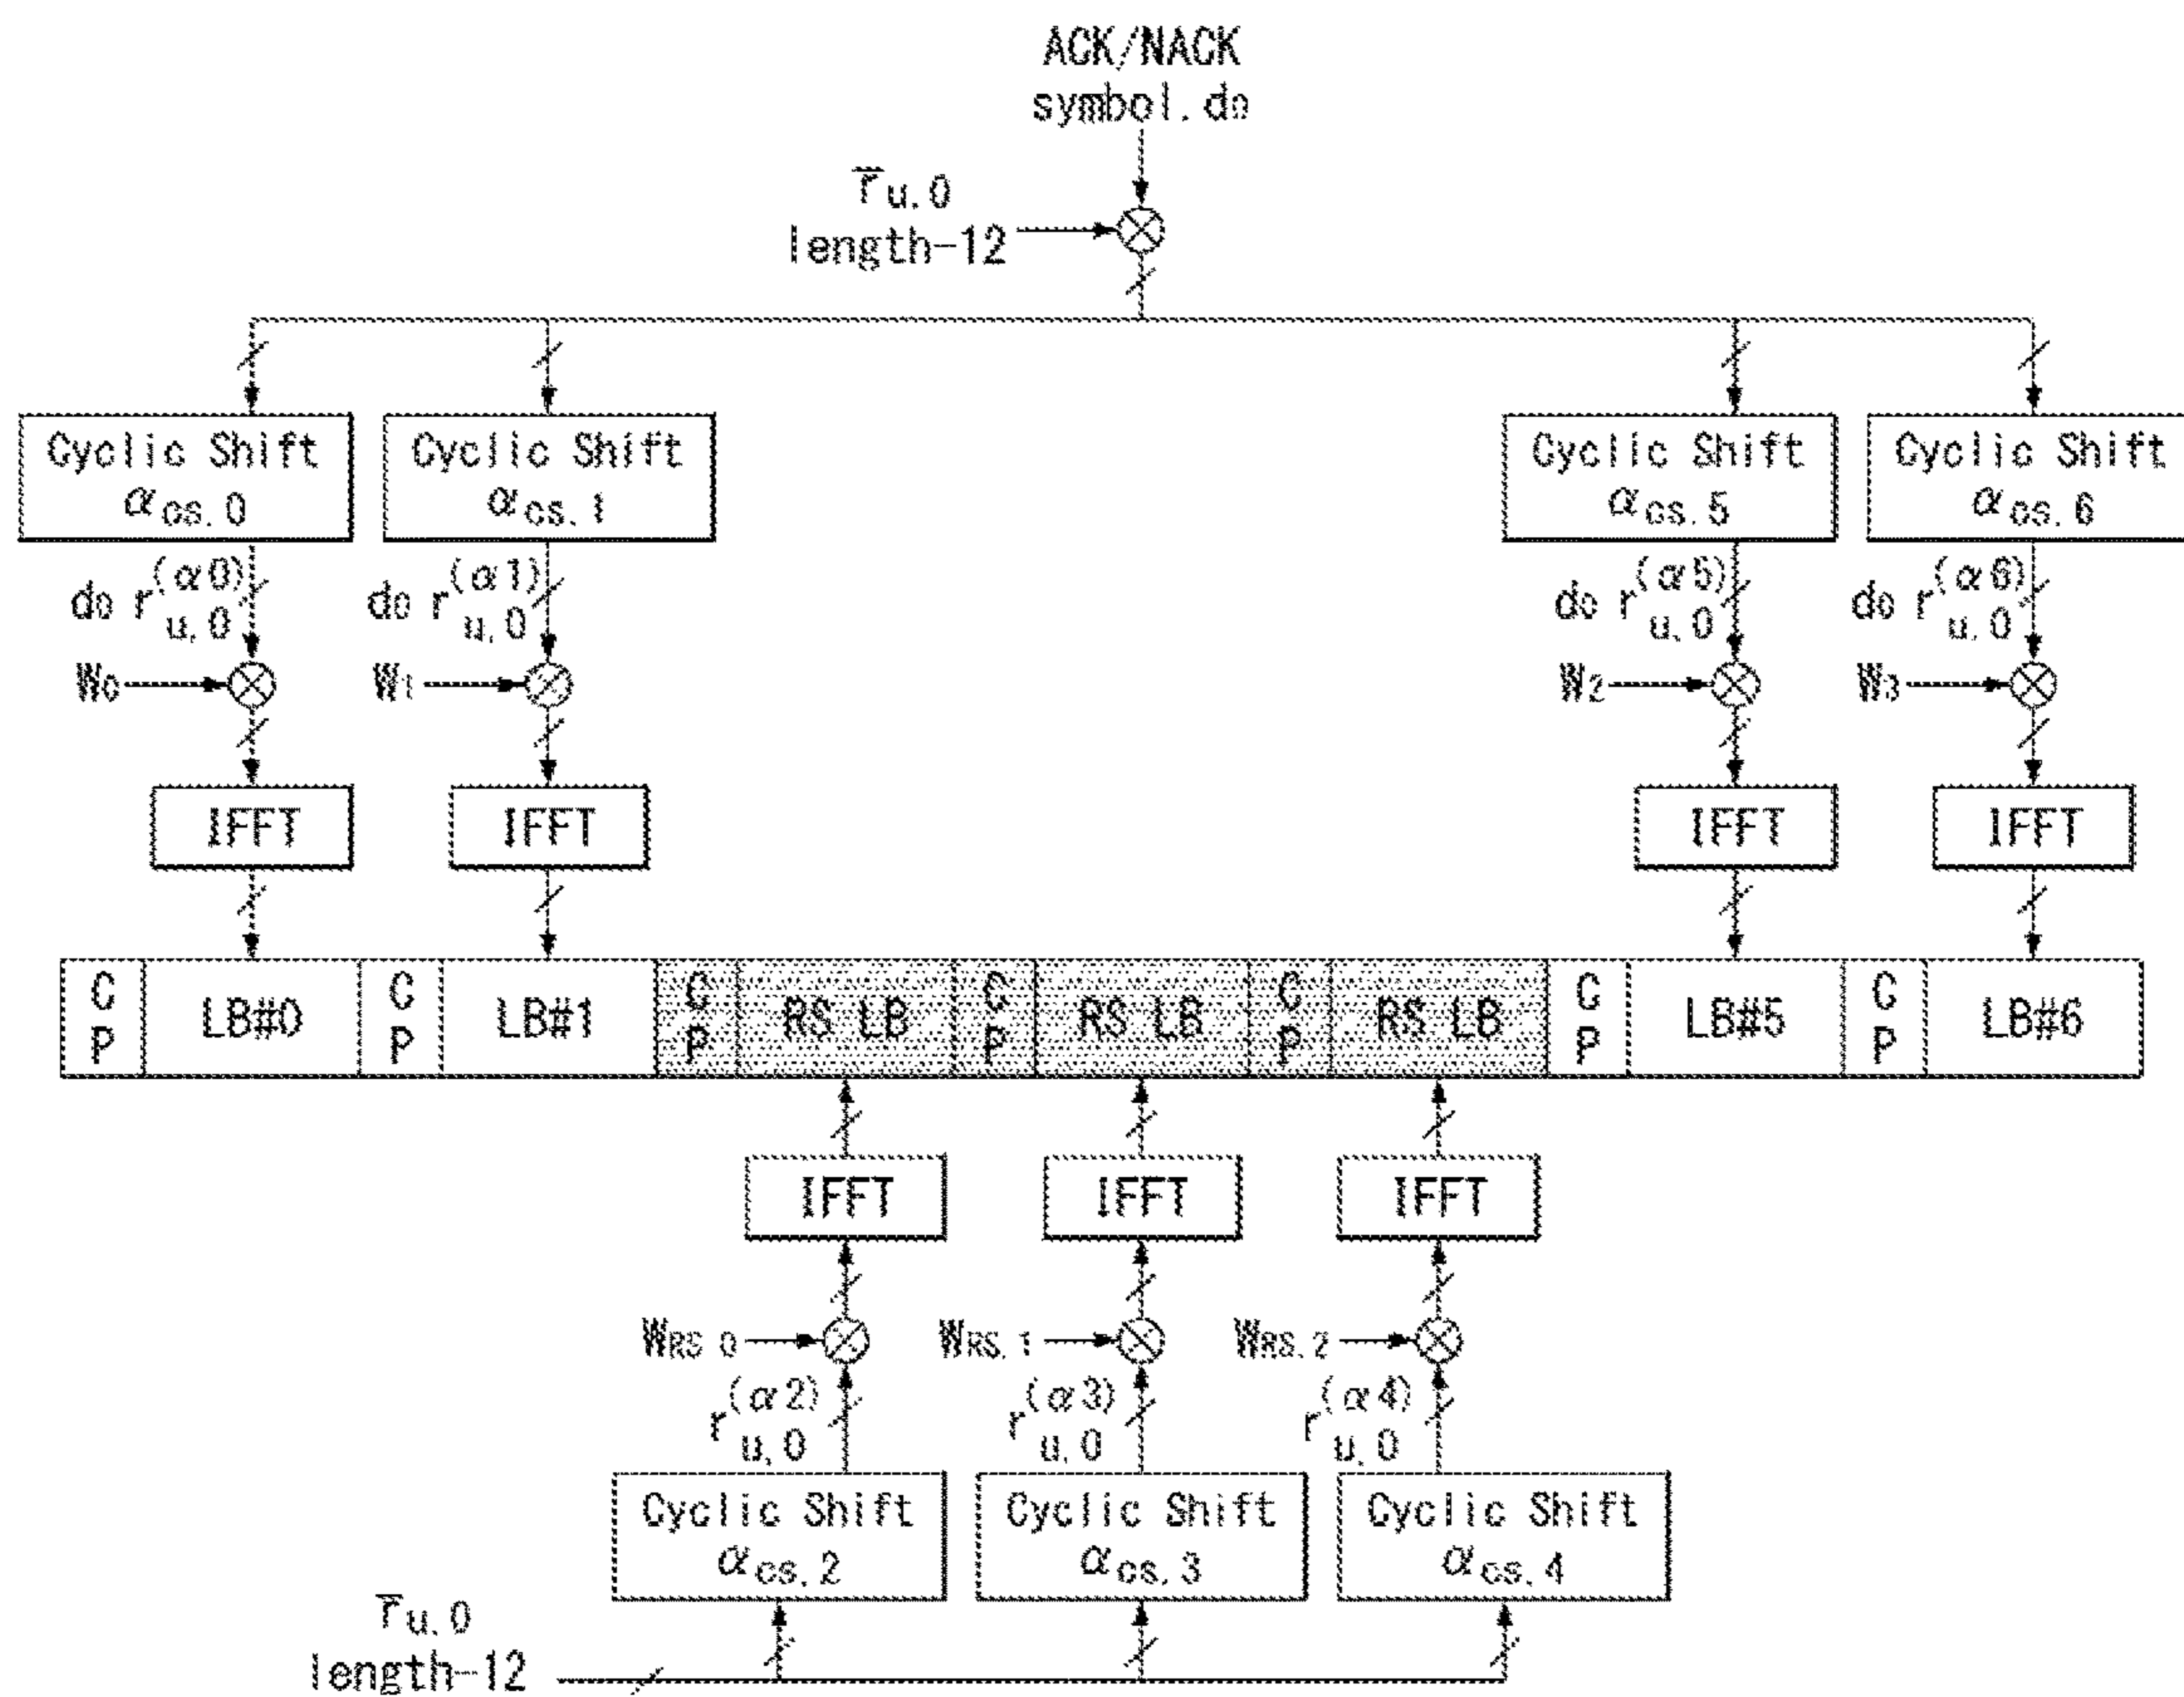 ACK/NACK
symbol. d0
r̅u.0
length-12
Cyclic Shift Cyclic Shift Cyclic Shift Cyclic Shift
αcs.0 αcs.1 αcs.5 αcs.6
d0 r(α0)u,0 d0 r(α1)u,0 d0 r(α5)u,0 d0 r(α6)u,0
W0 W1 W2 W3
IFFT IFFT IFFT IFFT
CP LB#0 CP LB#1 CP RS LB CP RS LB CP RS LB CP LB#5 CP LB#6
IFFT IFFT IFFT
WRS.0 WRS.1 WRS.2
r(α2)u,0 r(α3)u,0 r(α4)u,0
Cyclic Shift Cyclic Shift Cyclic Shift
αcs.2 αcs.3 αcs.4
r̅u.0
length-12